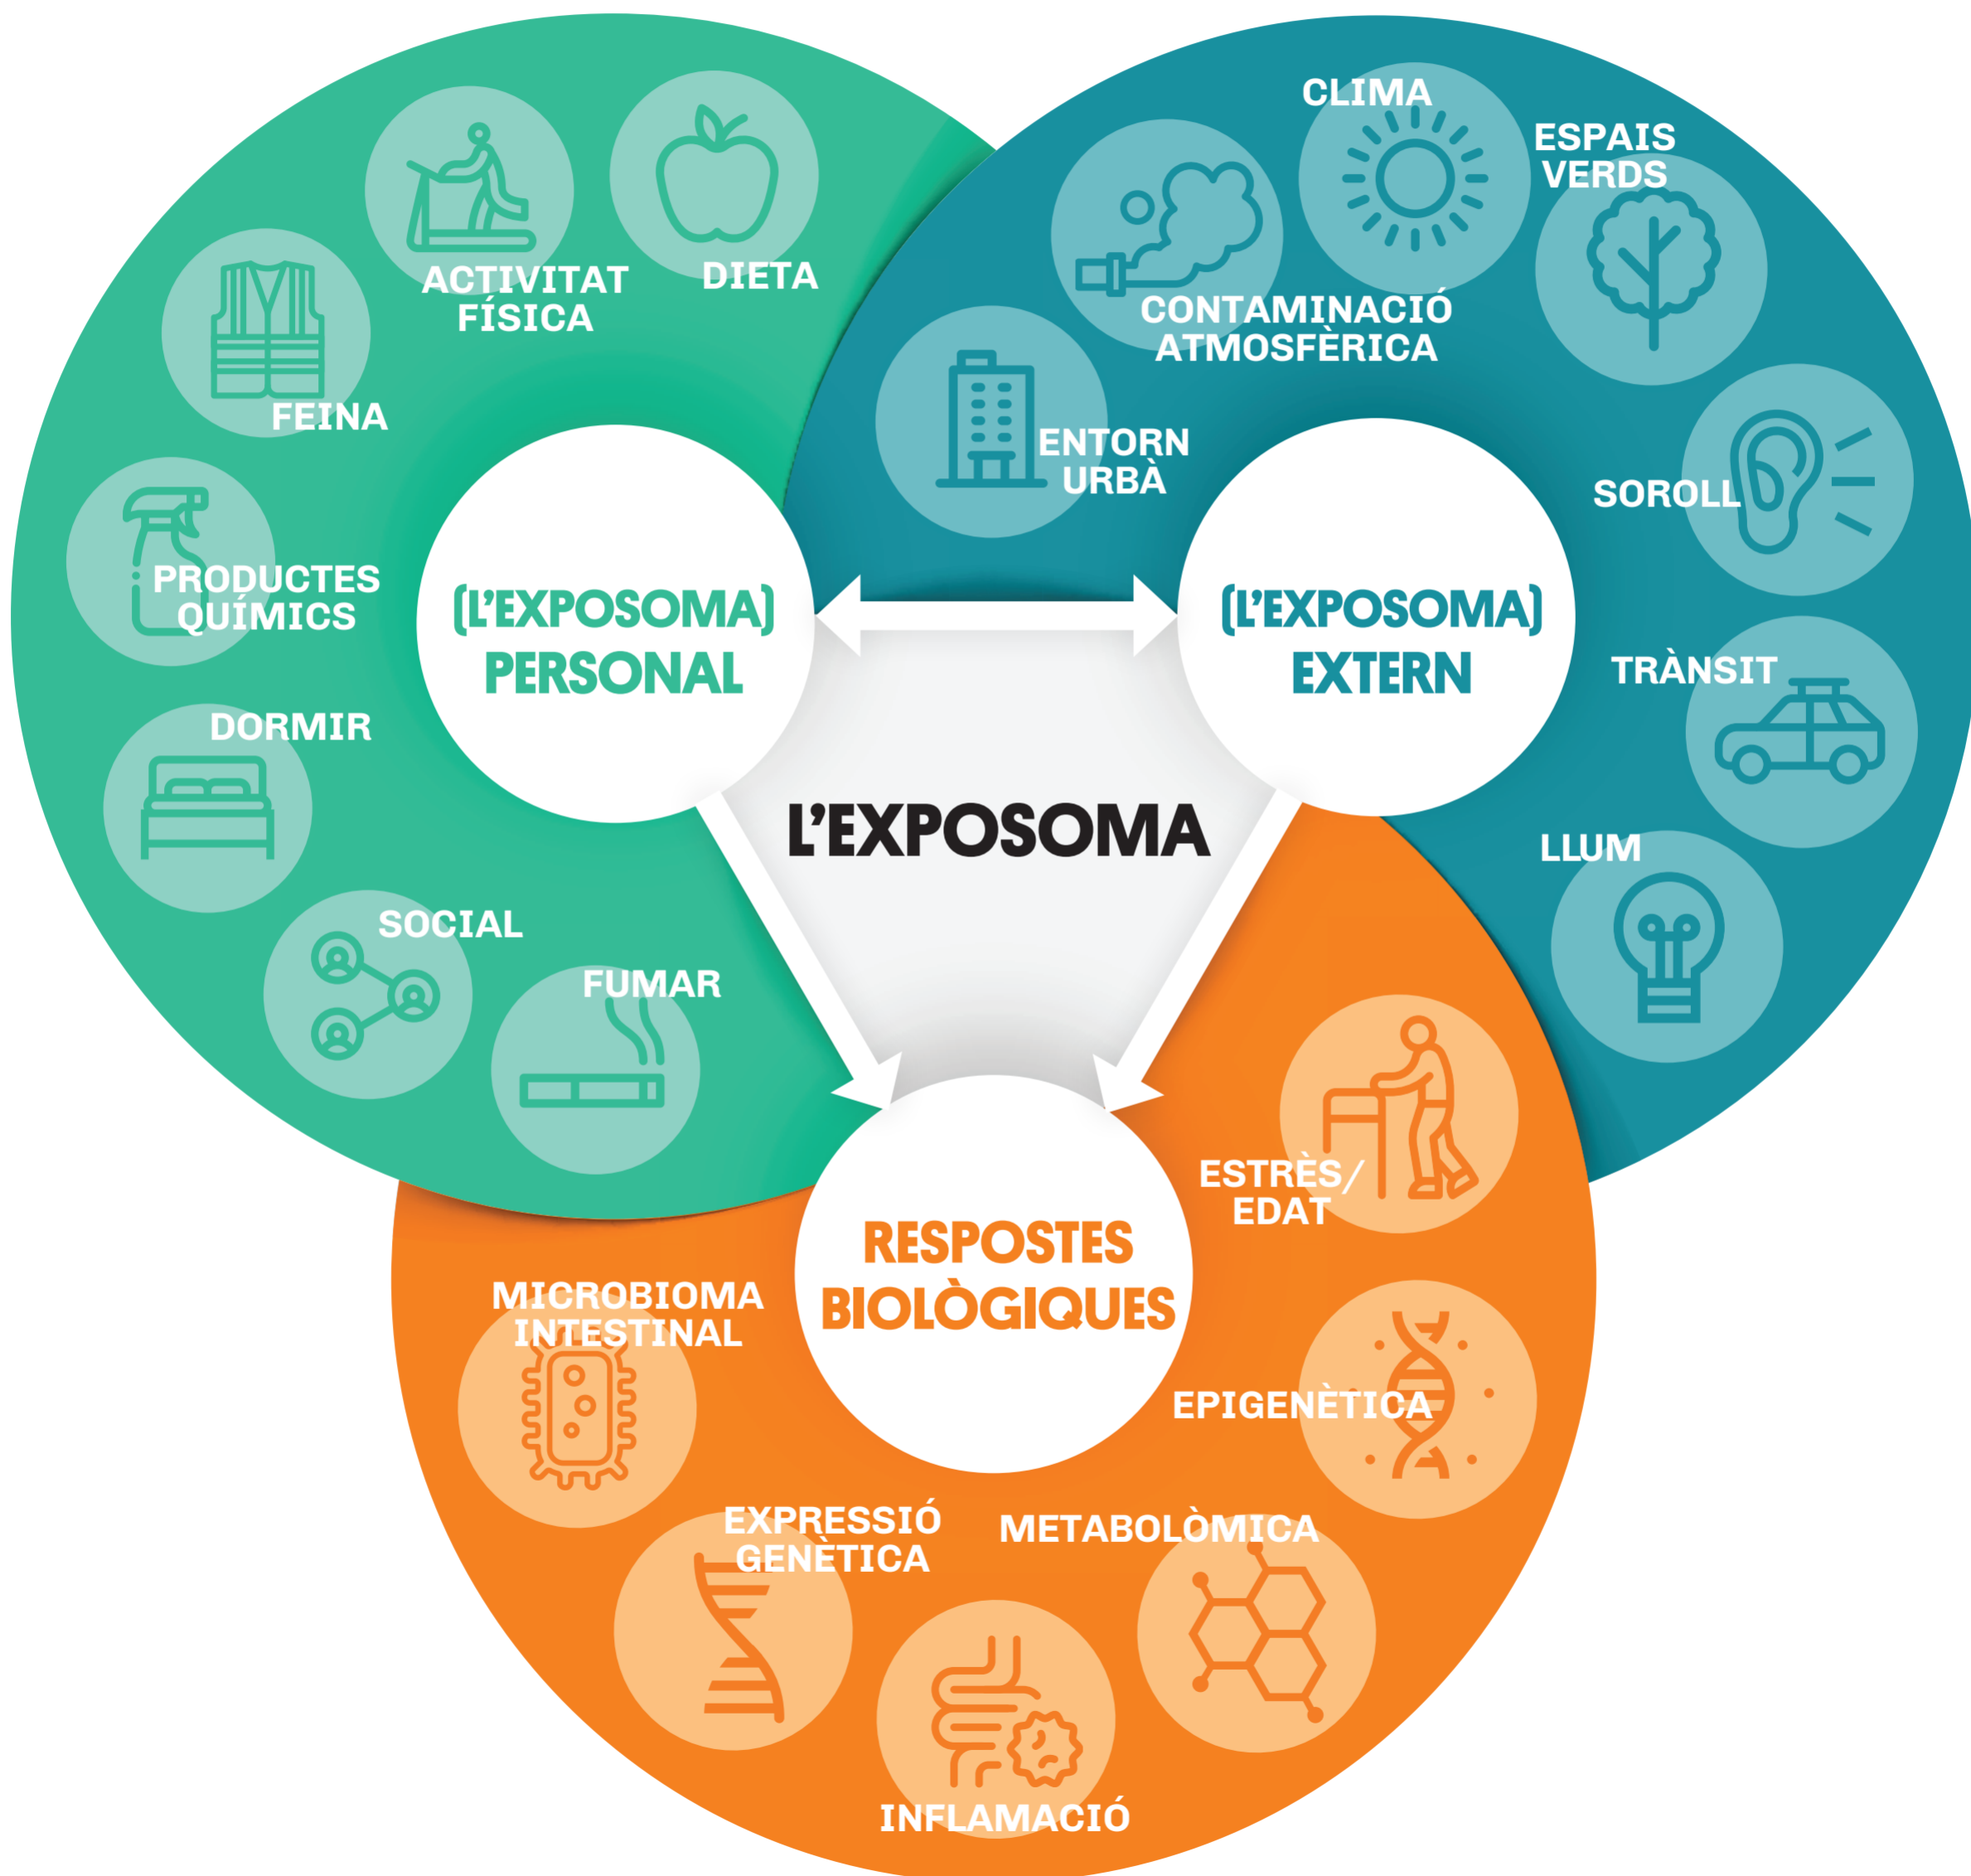 CLIMA
ESPAIS
VERDS
ACTIVITAT
FÍSICA
DIETA
CONTAMINACIÓ
ATMOSFÈRICA
FEINA
ENTORN
URBÀ
SOROLL
PRODUCTES
QUÍMICS
(L'EXPOSOMA)
PERSONAL
(L'EXPOSOMA)
EXTERN
TRÀNSIT
DORMIR
L'EXPOSOMA
LLUM
SOCIAL
FUMAR
ESTRÈS/
EDAT
RESPOSTES
BIOLÒGIQUES
MICROBIOMA
INTESTINAL
EPIGENÈTICA
EXPRESSIÓ
GENÈTICA
METABOLÒMICA
INFLAMACIÓ